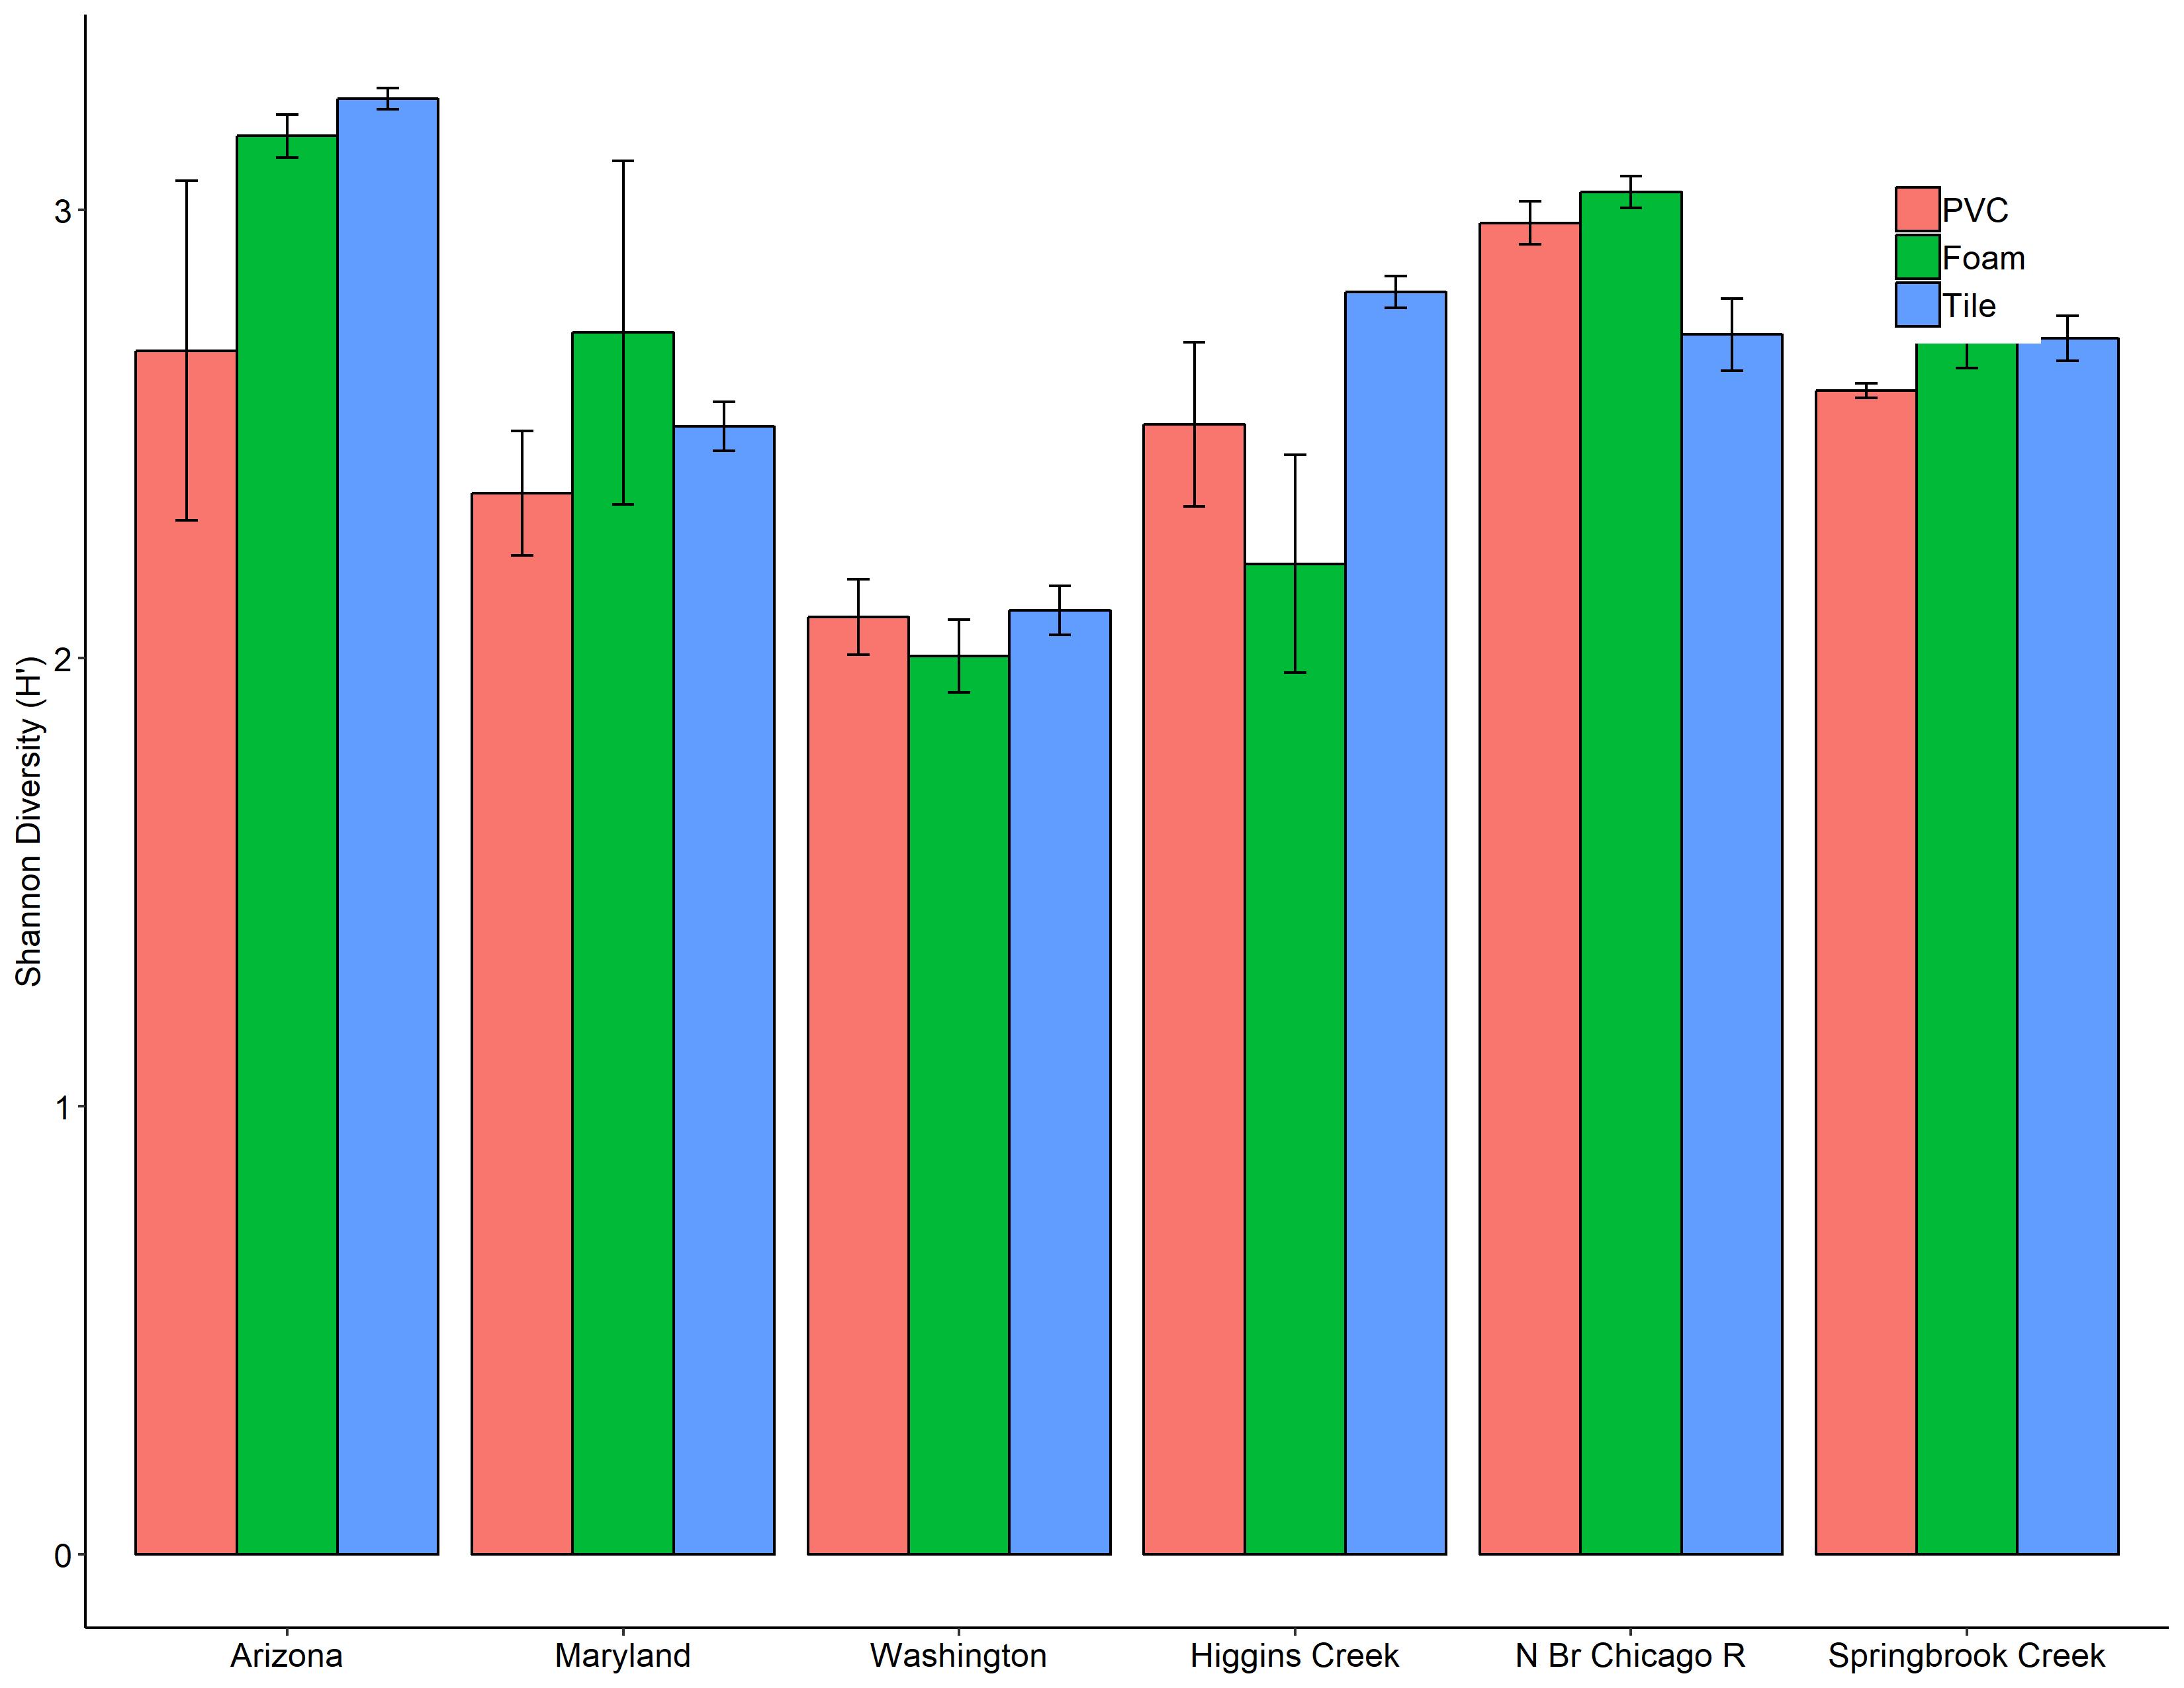 Shannon Diversity (H')
3
2
1
0
PVC
Foam
Tile
Arizona
Maryland
Washington
Higgins Creek
N Br Chicago R
Springbrook Creek